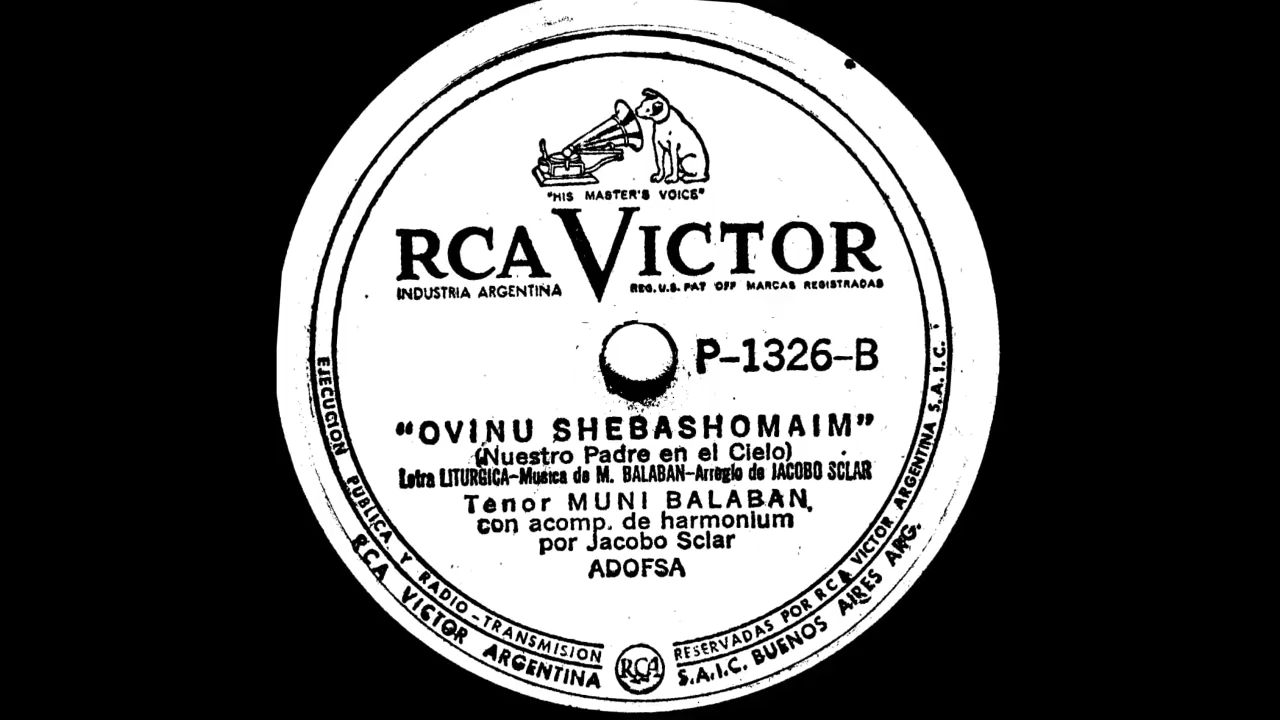 "HIS MASTER'S VOICE"
RCA VICTOR
INDUSTRIA ARGENTINA
REG. U.S. PAT OFF MARCAS REGISTRADAS
P-1326-B
"OVINU SHEBASHOMAIM"
(Nuestro Padre en el Cielo)
Letra LITURGICA-Musica de M. BALABAN-Arreglo de JACOBO SCLAR
Tenor MUNI BALABAN,
con acomp. de harmonium
por Jacobo Sclar
ADOFSA
EJECUCION PUBLICA Y RADIO-TRANSMISION RESERVADAS POR RCA VICTOR ARGENTINA S.A.I.C.
RCA VICTOR ARGENTINA S.A.I.C. BUENOS AIRES ARG.
RCA